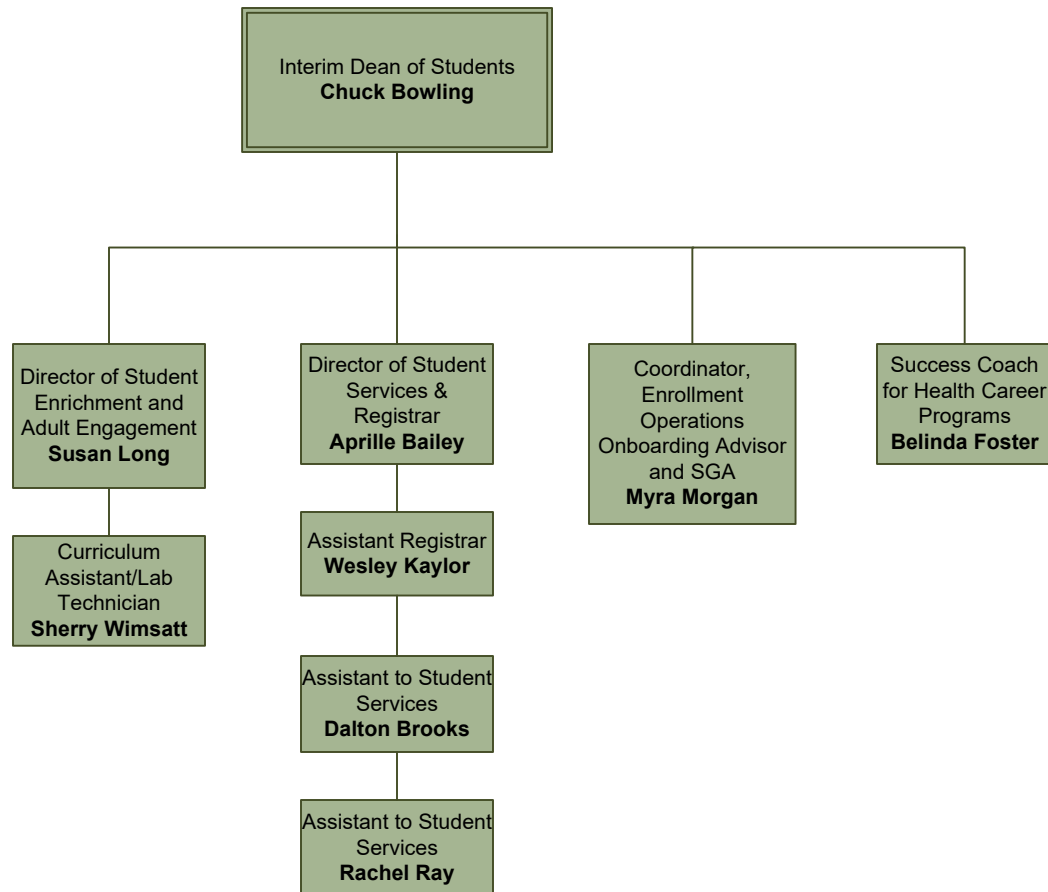 Interim Dean of Students
Chuck Bowling
Director of Student
Enrichment and
Adult Engagement
Susan Long
Director of Student
Services &
Registrar
Aprille Bailey
Coordinator,
Enrollment
Operations
Onboarding Advisor
and SGA
Myra Morgan
Success Coach
for Health Career
Programs
Belinda Foster
Curriculum
Assistant/Lab
Technician
Sherry Wimsatt
Assistant Registrar
Wesley Kaylor
Assistant to Student
Services
Dalton Brooks
Assistant to Student
Services
Rachel Ray